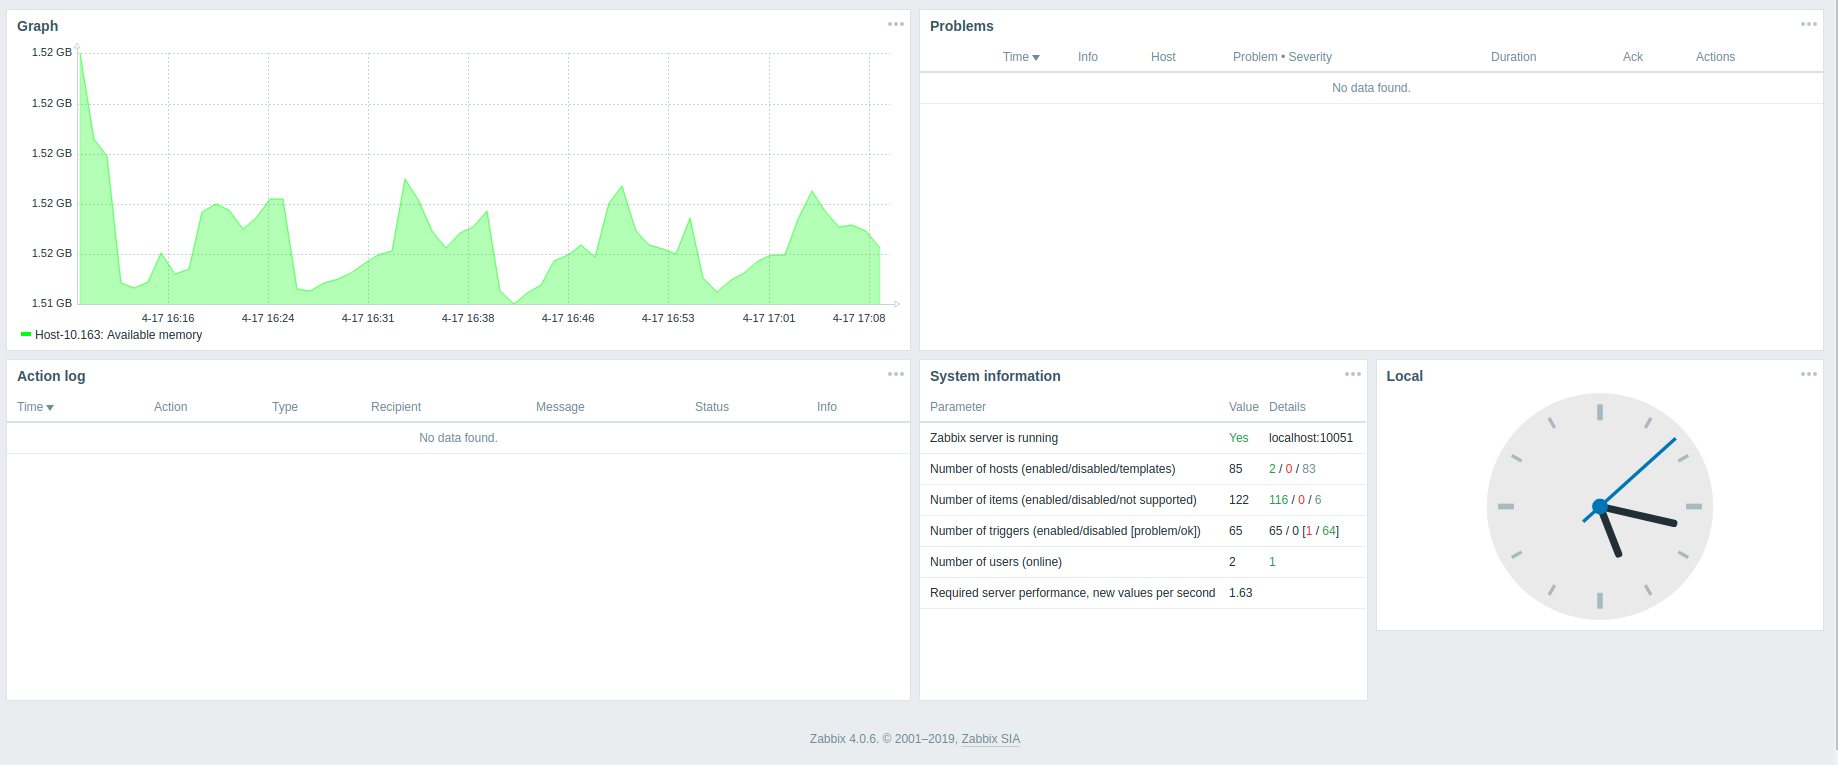 Graph
1.52 GB
1.52 GB
1.52 GB
1.52 GB
1.52 GB
1.51 GB
4-17 16:16 4-17 16:24 4-17 16:31 4-17 16:38 4-17 16:46 4-17 16:53 4-17 17:01 4-17 17:08
Host-10.163: Available memory
Problems
Time Info Host Problem • Severity Duration Ack Actions
No data found.
Action log
Time Action Type Recipient Message Status Info
No data found.
System information
Parameter Value Details
Zabbix server is running Yes localhost:10051
Number of hosts (enabled/disabled/templates) 85 2 / 0 / 83
Number of items (enabled/disabled/not supported) 122 116 / 0 / 6
Number of triggers (enabled/disabled [problem/ok]) 65 65 / 0 [1 / 64]
Number of users (online) 2 1
Required server performance, new values per second 1.63
Local
Zabbix 4.0.6. © 2001–2019, Zabbix SIA